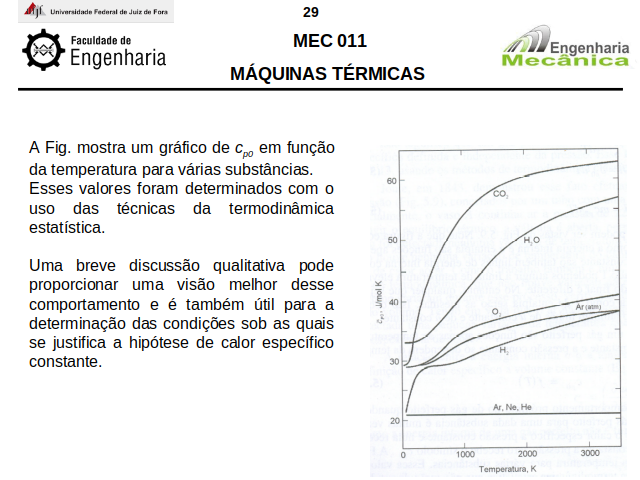 ufjf Universidade Federal de Juiz de Fora
29
Faculdade de
Engenharia
MEC 011
MÁQUINAS TÉRMICAS
Engenharia
Mecânica
A Fig. mostra um gráfico de cp0 em função
da temperatura para várias substâncias.
Esses valores foram determinados com o
uso das técnicas da termodinâmica
estatística.
Uma breve discussão qualitativa pode
proporcionar uma visão melhor desse
comportamento e é também útil para a
determinação das condições sob as quais
se justifica a hipótese de calor específico
constante.
60
CO2
50
H2O
40
Ar (atm)
O2
cp0, J/mol K
H2
30
Ar, Ne, He
20
0 1000 2000 3000
Temperatura, K